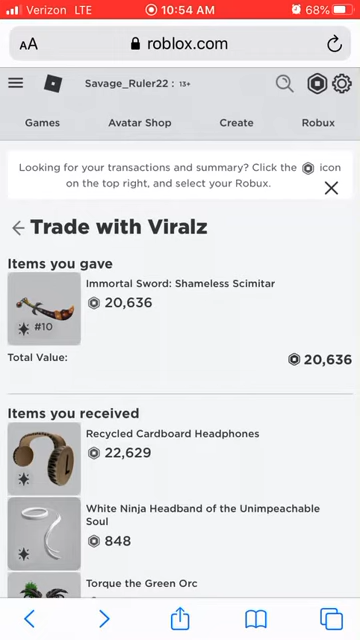 Verizon LTE
10:54 AM
68%
AA
roblox.com
Savage_Ruler22 : 13+
Games
Avatar Shop
Create
Robux
Looking for your transactions and summary? Click the icon
on the top right, and select your Robux.
Trade with Viralz
Items you gave
Immortal Sword: Shameless Scimitar
20,636
#10
Total Value:
20,636
Items you received
Recycled Cardboard Headphones
22,629
White Ninja Headband of the Unimpeachable
Soul
848
Torque the Green Orc